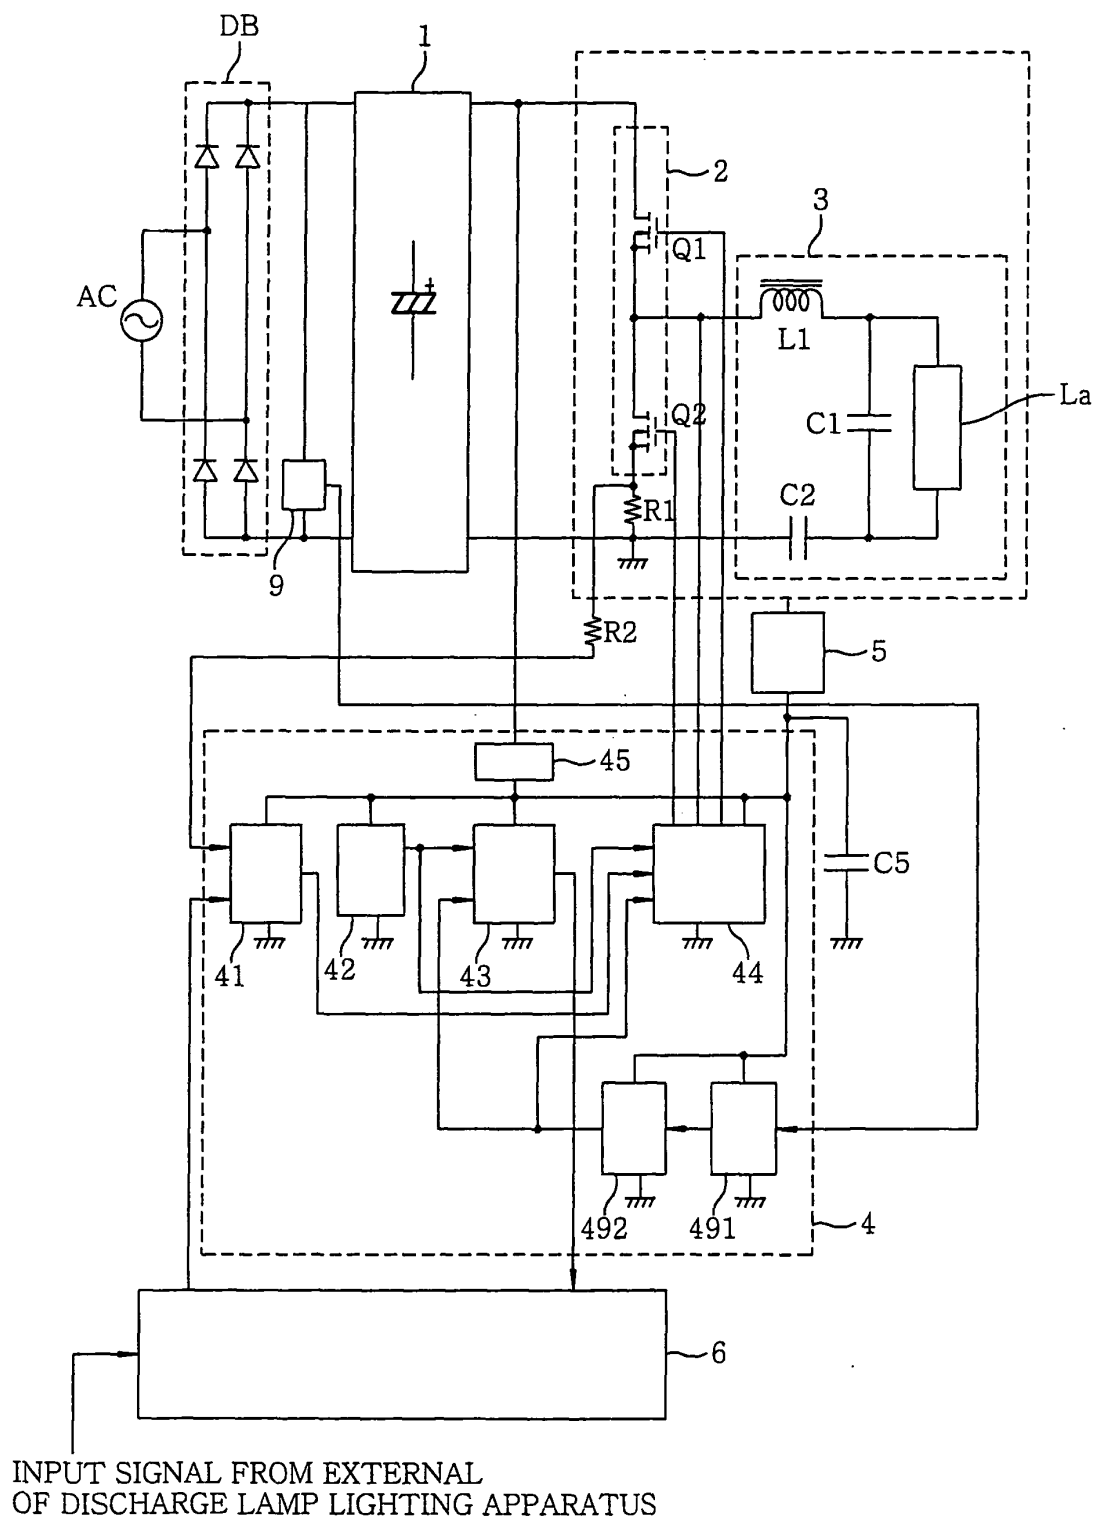 DB
1
2
3
Q1
AC
L1
Q2
C1
La
C2
R1
9
R2
5
45
C5
41
42
43
44
492
491
4
6
INPUT SIGNAL FROM EXTERNAL
OF DISCHARGE LAMP LIGHTING APPARATUS